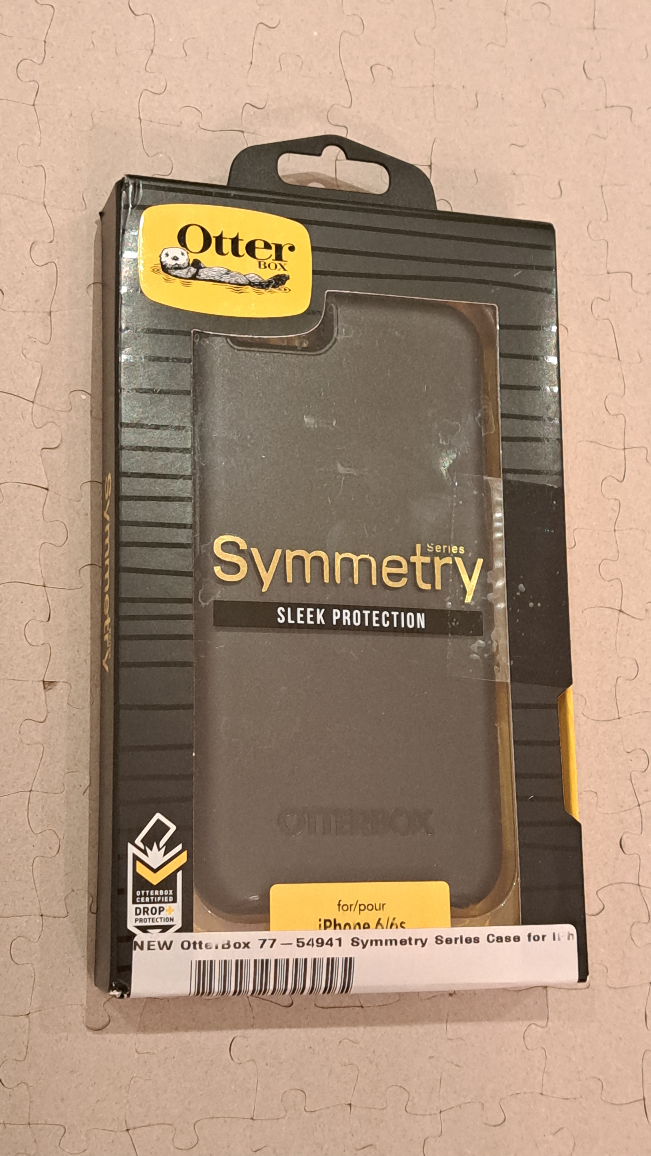 Otter
BOX
Symmetry
Series
Symmetry
SLEEK PROTECTION
OTTERBOX
OTTERBOX
CERTIFIED
DROP+
PROTECTION
for/pour
iPhone 6/6s
NEW OtterBox 77-54941 Symmetry Series Case for iPh